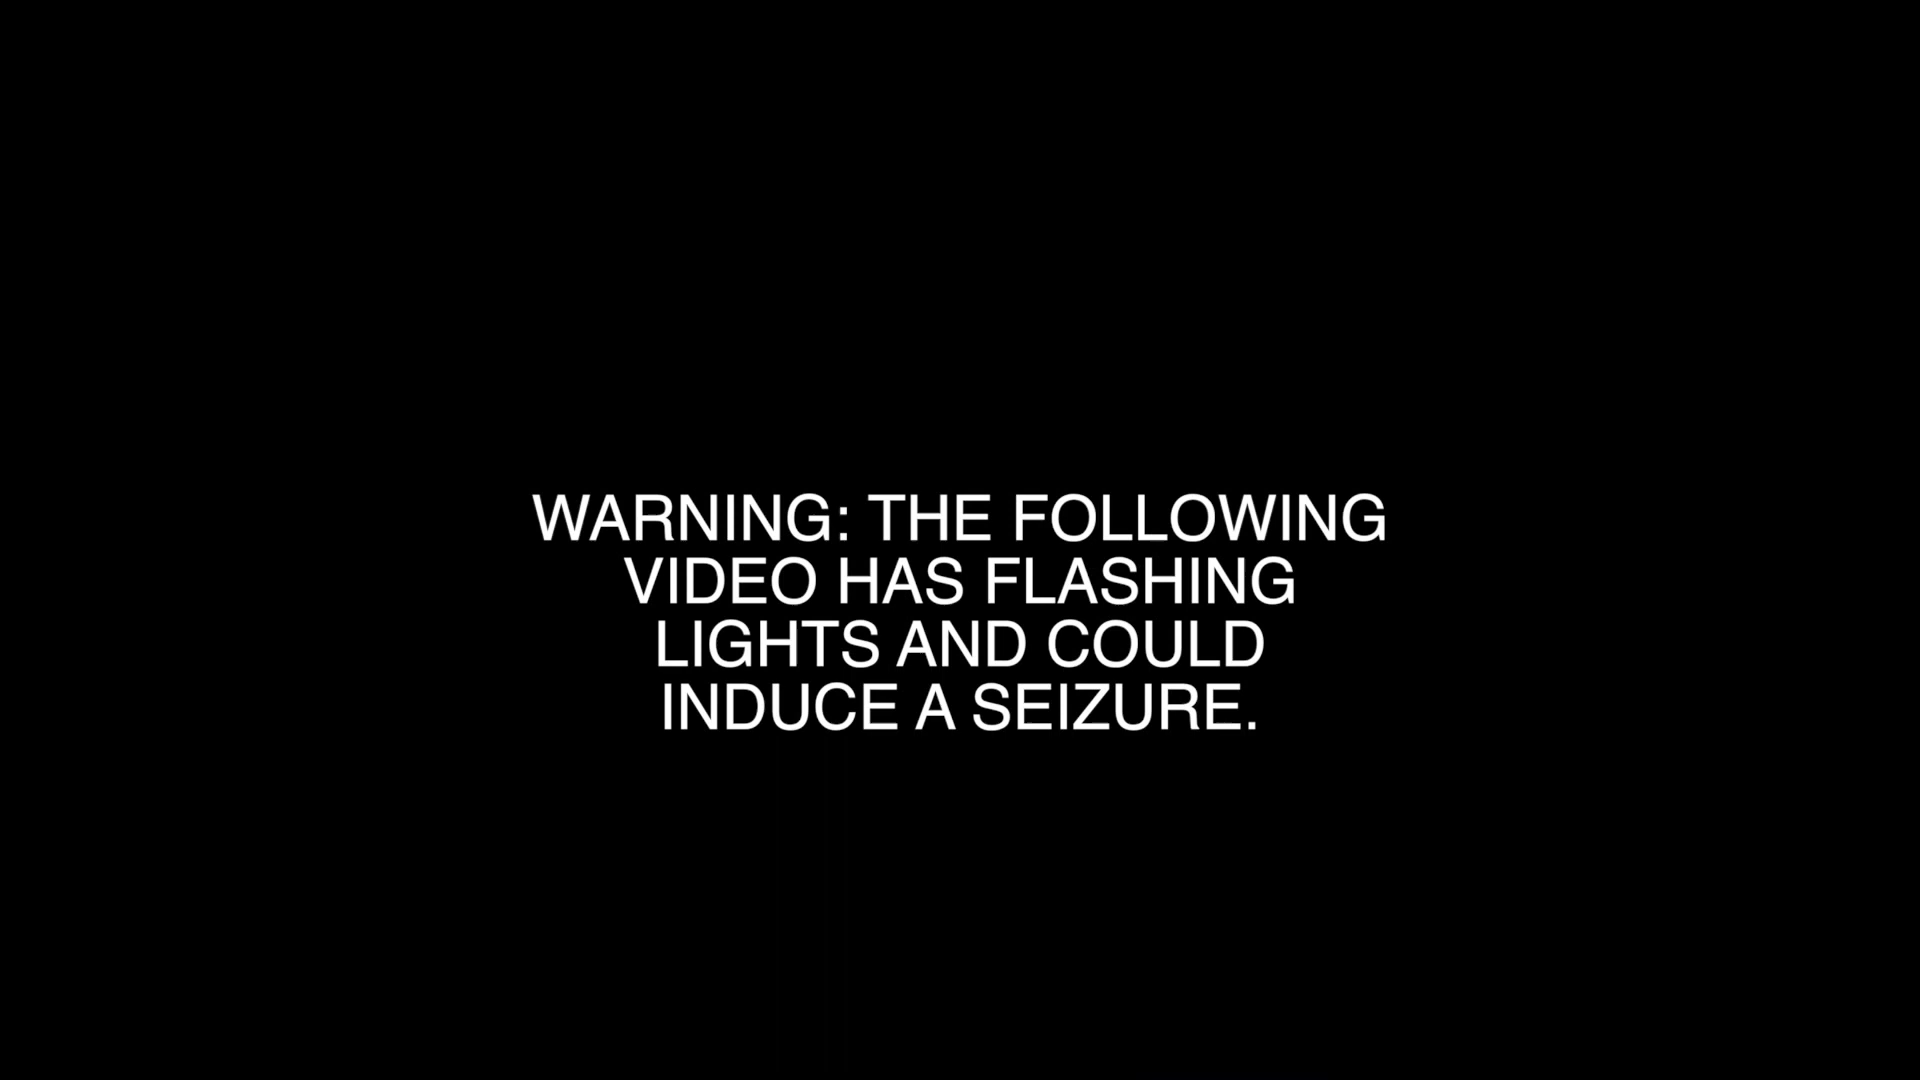 WARNING: THE FOLLOWING
VIDEO HAS FLASHING
LIGHTS AND COULD
INDUCE A SEIZURE.